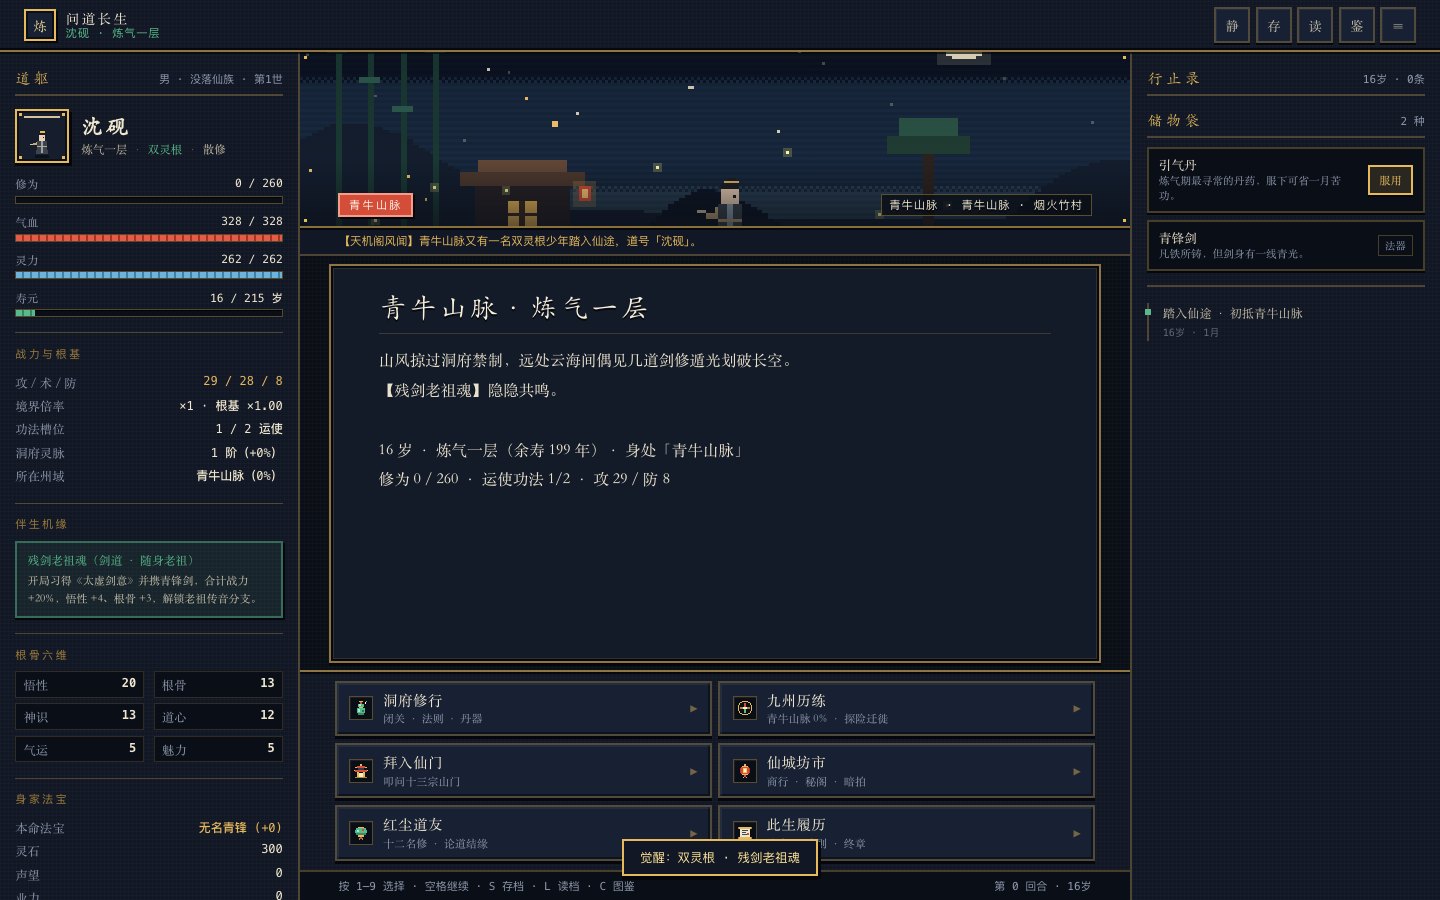 炼
问道长生
沈砚 · 炼气一层
静 存 读 鉴 ≡
道躯
男 · 没落仙族 · 第1世
沈砚
炼气一层 · 双灵根 · 散修
修为 0 / 260
气血 328 / 328
灵力 262 / 262
寿元 16 / 215 岁
战力与根基
攻 / 术 / 防 29 / 28 / 8
境界倍率 ×1 · 根基 ×1.00
功法槽位 1 / 2 运使
洞府灵脉 1 阶 (+0%)
所在州域 青牛山脉 (0%)
伴生机缘
残剑老祖魂（剑道 · 随身老祖）
开局习得《太虚剑意》并携青锋剑，合计战力
+20%，悟性 +4、根骨 +3，解锁老祖传音分支。
根骨六维
悟性 20 根骨 13
神识 13 道心 12
气运 5 魅力 5
身家法宝
本命法宝 无名青锋 (+0)
灵石 300
声望 0
业力 0
青牛山脉
青牛山脉 · 青牛山脉 · 烟火竹村
【天机阁风闻】青牛山脉又有一名双灵根少年踏入仙途，道号「沈砚」。
青牛山脉 · 炼气一层
山风掠过洞府禁制，远处云海间偶见几道剑修遁光划破长空。
【残剑老祖魂】隐隐共鸣。
16 岁 · 炼气一层（余寿 199 年） · 身处「青牛山脉」
修为 0 / 260 · 运使功法 1/2 · 攻 29 / 防 8
洞府修行
闭关 · 法则 · 丹器
九州历练
青牛山脉 0% · 探险迁徙
拜入仙门
叩问十三宗山门
仙城坊市
商行 · 秘阁 · 暗拍
红尘道友
十二名修 · 论道结缘
此生履历
· 终章
觉醒：双灵根 · 残剑老祖魂
按 1—9 选择 · 空格继续 · S 存档 · L 读档 · C 图鉴
第 0 回合 · 16岁
行止录
16岁 · 0条
储物袋
2 种
引气丹
炼气期最寻常的丹药，服下可省一月苦
功。
服用
青锋剑
凡铁所铸，但剑身有一线青光。
法器
踏入仙途 · 初抵青牛山脉
16岁 · 1月